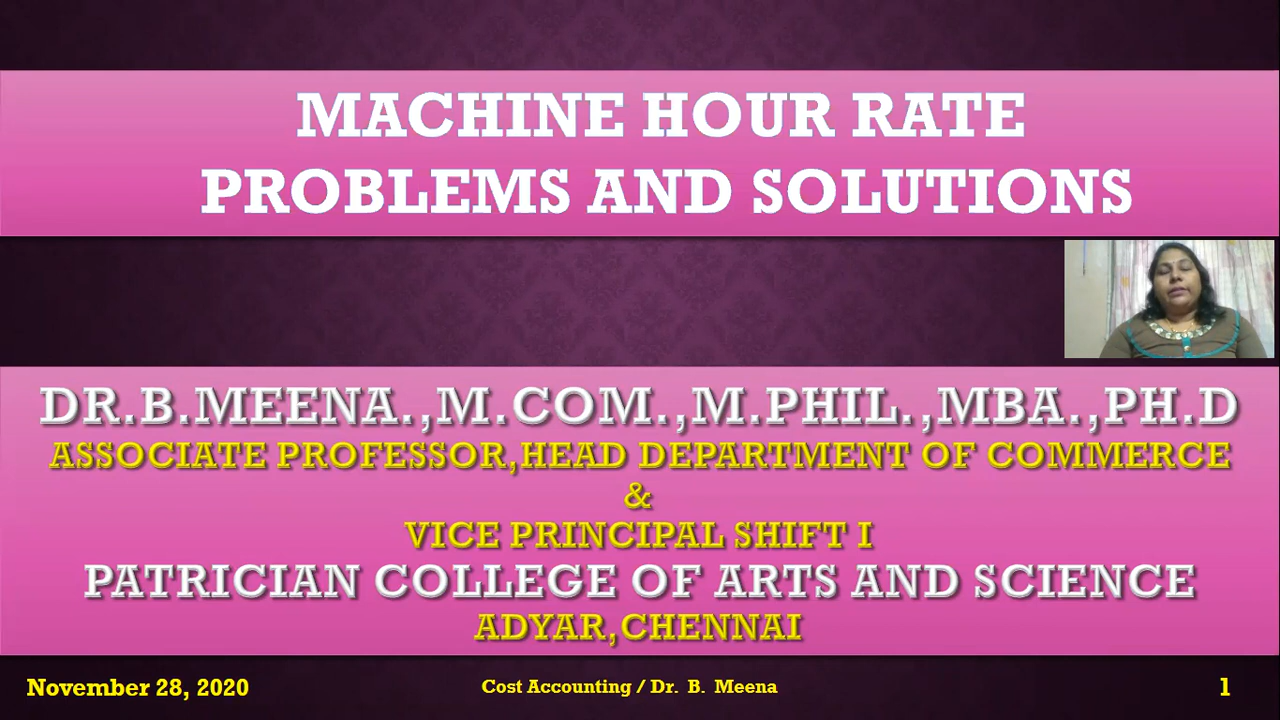 MACHINE HOUR RATE
PROBLEMS AND SOLUTIONS
DR.B.MEENA.,M.COM.,M.PHIL.,MBA.,PH.D
ASSOCIATE PROFESSOR,HEAD DEPARTMENT OF COMMERCE
&
VICE PRINCIPAL SHIFT I
PATRICIAN COLLEGE OF ARTS AND SCIENCE
ADYAR,CHENNAI
November 28, 2020
Cost Accounting / Dr. B. Meena
1